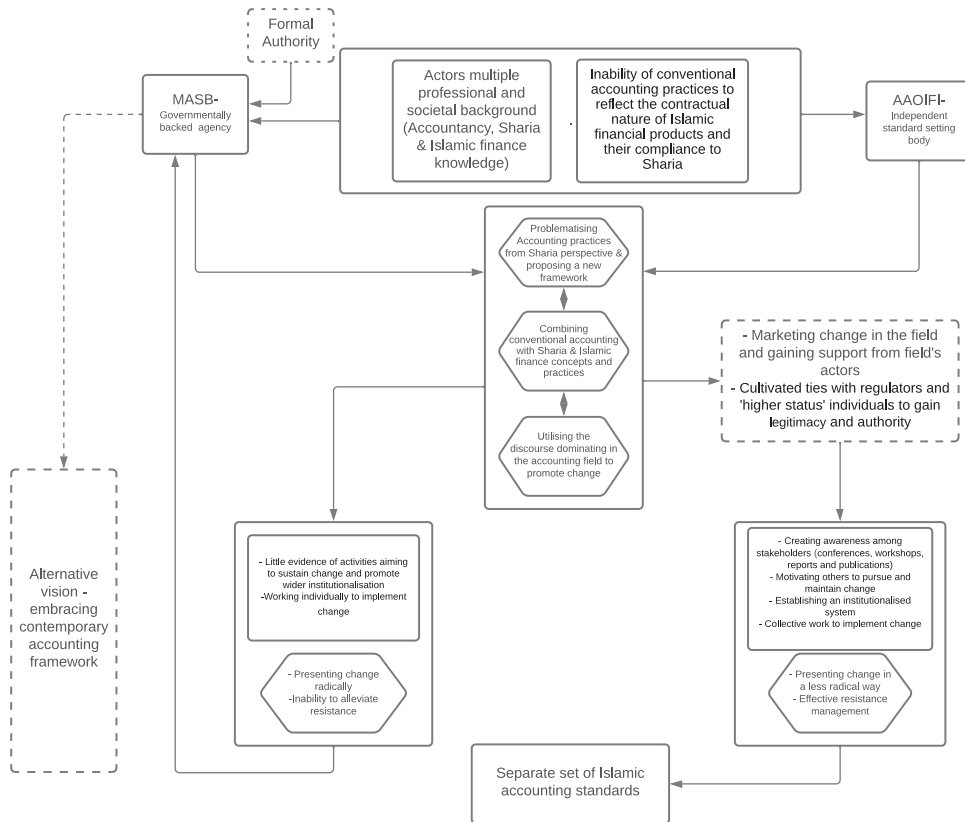 Formal
Authority
MASB-
Governmentally
backed agency
Actors multiple
professional and
societal background
(Accountancy, Sharia
& Islamic finance
knowledge)
.
Inability of conventional
accounting practices to
reflect the contractual
nature of Islamic
financial products and
their compliance to
Sharia
AAOIFI-
Independent
standard setting
body
Problematising
Accounting practices
from Sharia perspective &
proposing a new
framework
Combining
conventional accounting
with Sharia & Islamic
finance concepts and
practices
Utilising the
discourse dominating in
the accounting field to
promote change
- Marketing change in the field
and gaining support from field's
actors
- Cultivated ties with regulators and
'higher status' individuals to gain
legitimacy and authority
Alternative
vision -
embracing
contemporary
accounting
framework
- Little evidence of activities aiming
to sustain change and promote
wider institutionalisation
-Working individually to implement
change
- Presenting change
radically
- Inability to alleviate
resistance
- Creating awareness among
stakeholders (conferences, workshops,
reports and publications)
- Motivating others to pursue and
maintain change
- Establishing an institutionalised
system
- Collective work to implement change
- Presenting change in
a less radical way
- Effective resistance
management
Separate set of Islamic
accounting standards